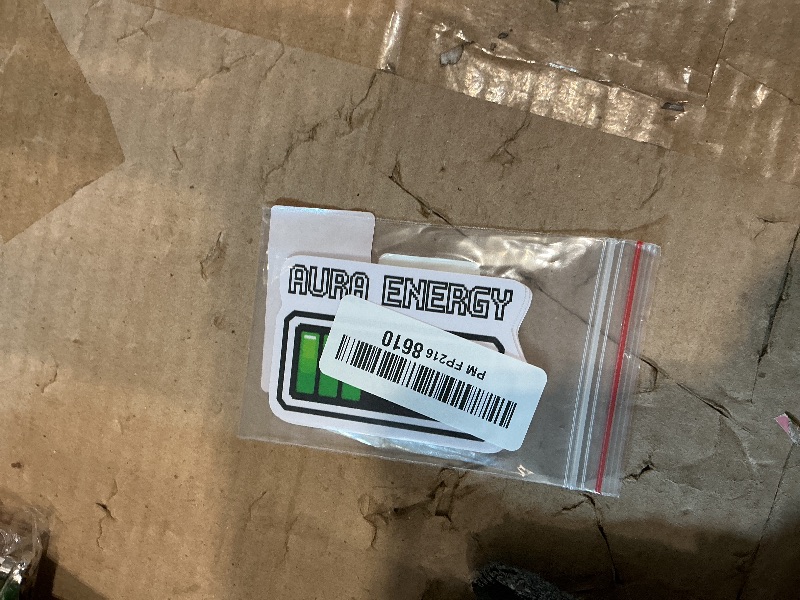 AURA ENERGY
PM FP216 8610